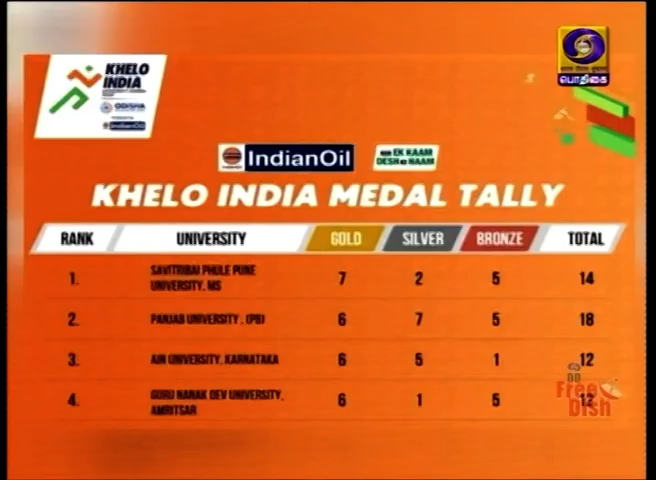 KHELO
INDIA
ODISHA
IndianOil
பொதிகை
IndianOil
EK KAAM
DESH KE NAAM
KHELO INDIA MEDAL TALLY
RANK UNIVERSITY GOLD SILVER BRONZE TOTAL
1. SAVITRIBAI PHULE PUNE
UNIVERSITY, MS 7 2 5 14
2. PANJAB UNIVERSITY , (PB) 6 7 5 18
3. AIN UNIVERSITY, KARNATAKA 6 5 1 12
4. GURU NANAK DEV UNIVERSITY,
AMRITSAR 6 1 5 12
DD
Free
Dish